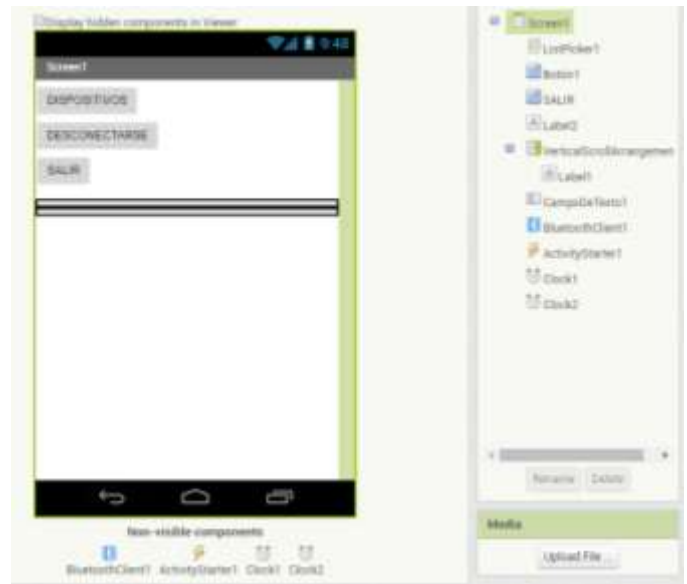 Display hidden components in Viewer
9:48
Screen1
DISPOSITIVOS
DESCONECTARSE
SALIR
Non-visible components
BluetoothClient1 ActivityStarter1 Clock1 Clock2
Screen1
ListPicker1
Boton1
SALIR
Label2
VerticalScrollArrangemen
Label1
CampoDeTexto1
BluetoothClient1
ActivityStarter1
Clock1
Clock2
Rename Delete
Media
Upload File ...